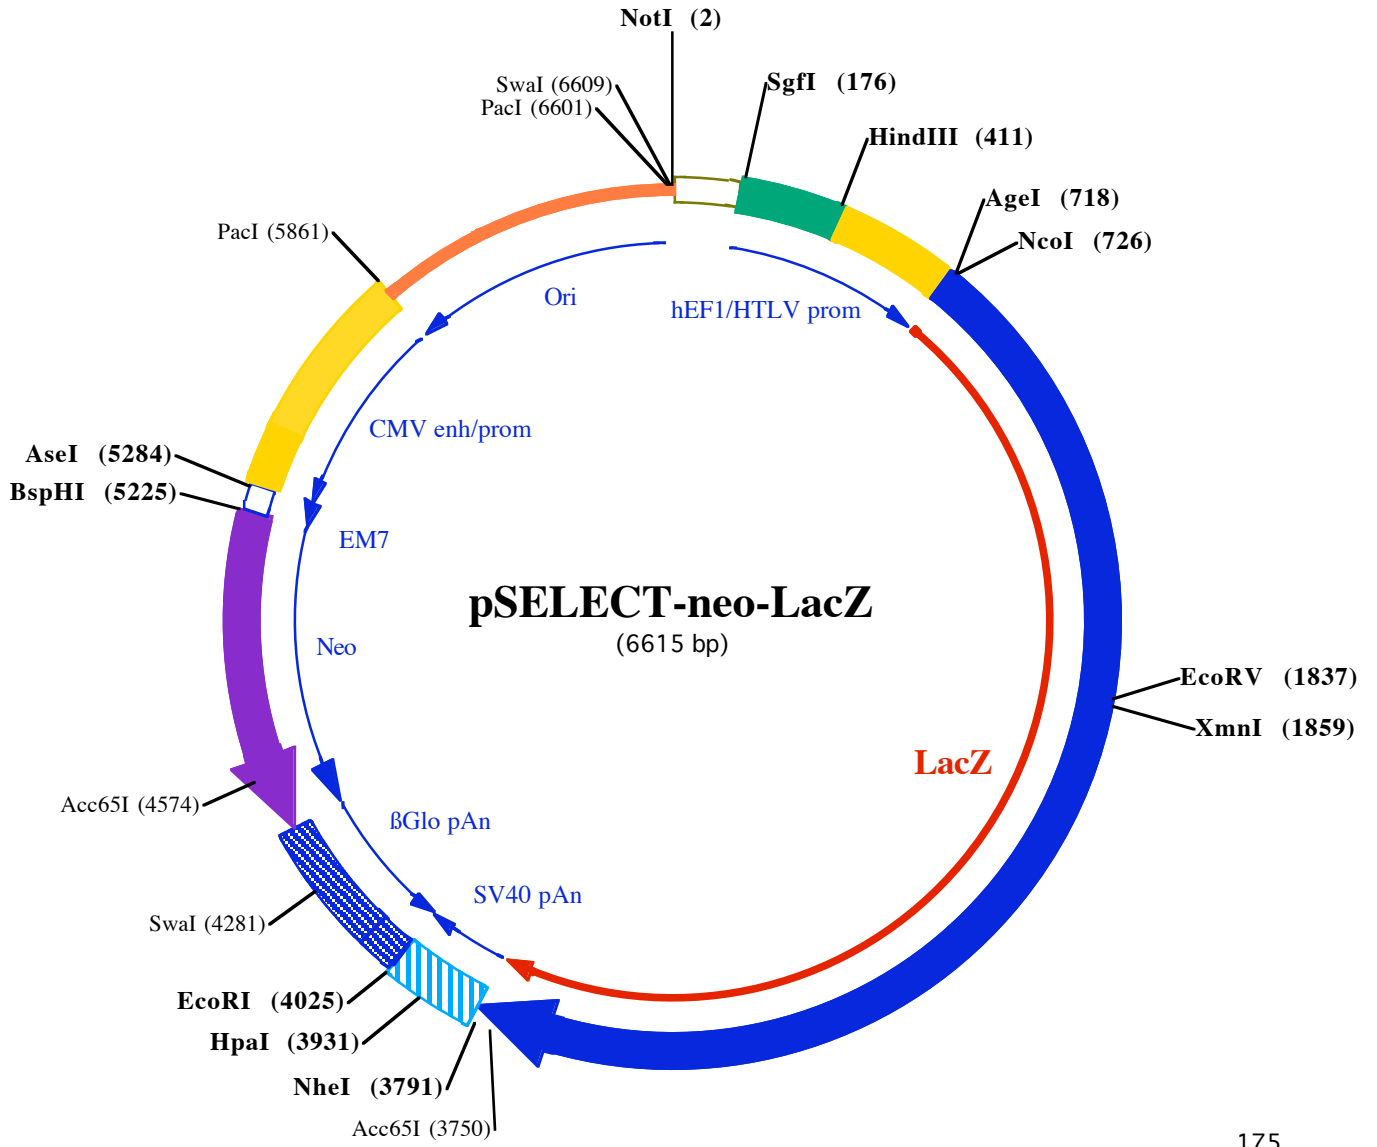 NotI (2)
SwaI (6609)
SgfI (176)
PacI (6601)
HindIII (411)
AgeI (718)
PacI (5861)
NcoI (726)
Ori
hEF1/HTLV prom
CMV enh/prom
AseI (5284)
BspHI (5225)
EM7
pSELECT-neo-LacZ
(6615 bp)
Neo
EcoRV (1837)
XmnI (1859)
LacZ
Acc65I (4574)
ßGlo pAn
SV40 pAn
SwaI (4281)
EcoRI (4025)
HpaI (3931)
NheI (3791)
Acc65I (3750)
175